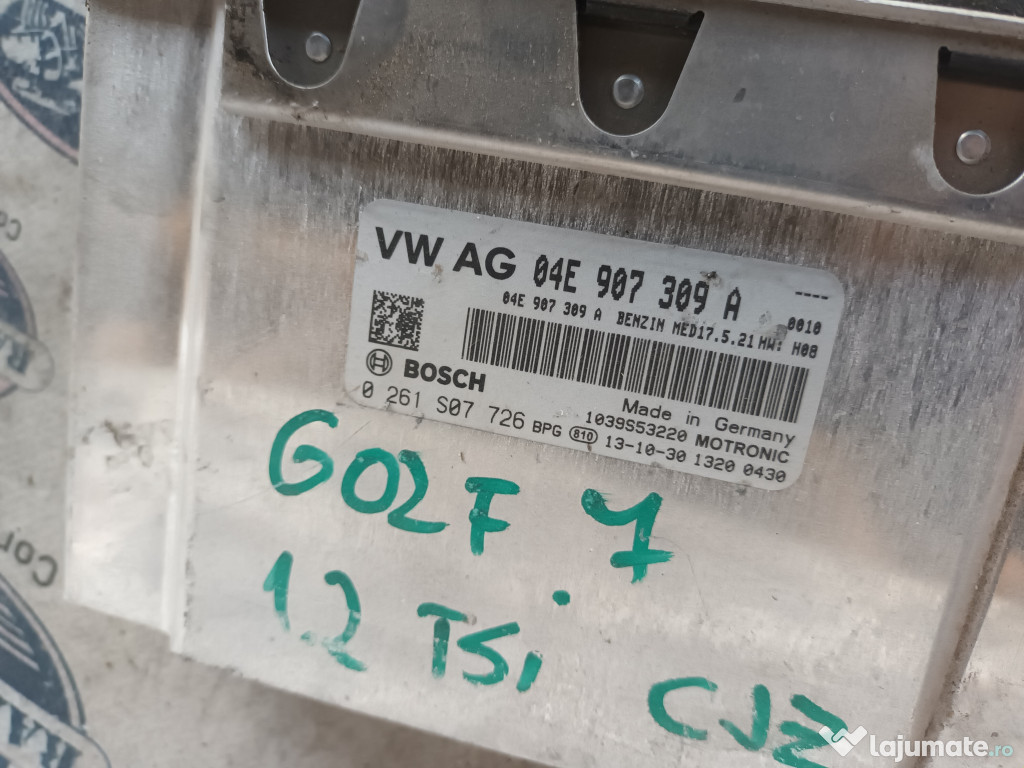 VW AG 04E 907 309 A ----
04E 907 309 A BENZIN MED17.5.21 HW: H08
0010
BOSCH
Made in Germany
0 261 S07 726 BPG 810 1039S53220 MOTRONIC
13-10-30 1320 0430
GOLF 7
1.2 TSi
CJZ
lajumate.ro